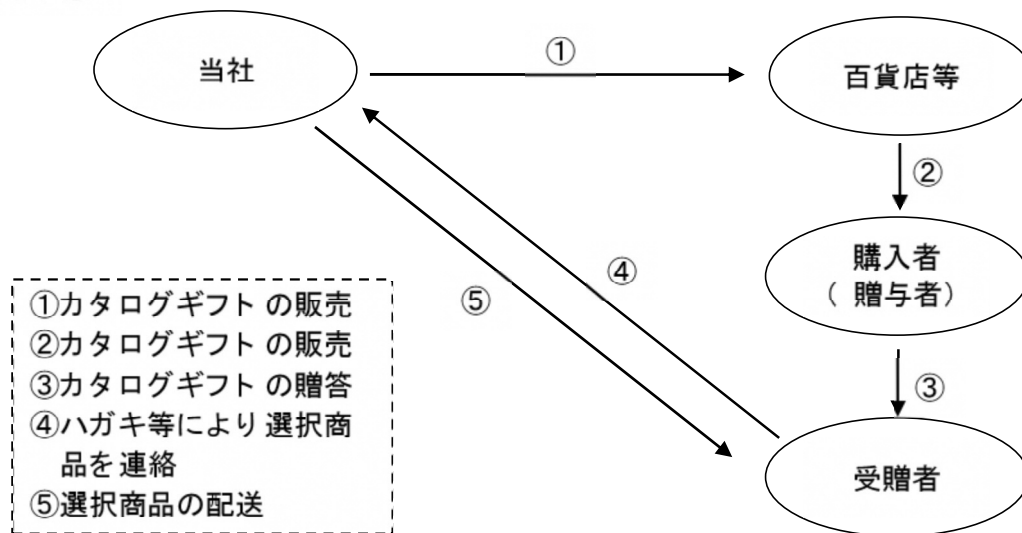 当社
①
百貨店等
②
購入者
（ 贈与者）
④
⑤
③
受贈者
①カタログギフト の販売
②カタログギフト の販売
③カタログギフト の贈答
④ハガキ等により 選択商
品を連絡
⑤選択商品の配送